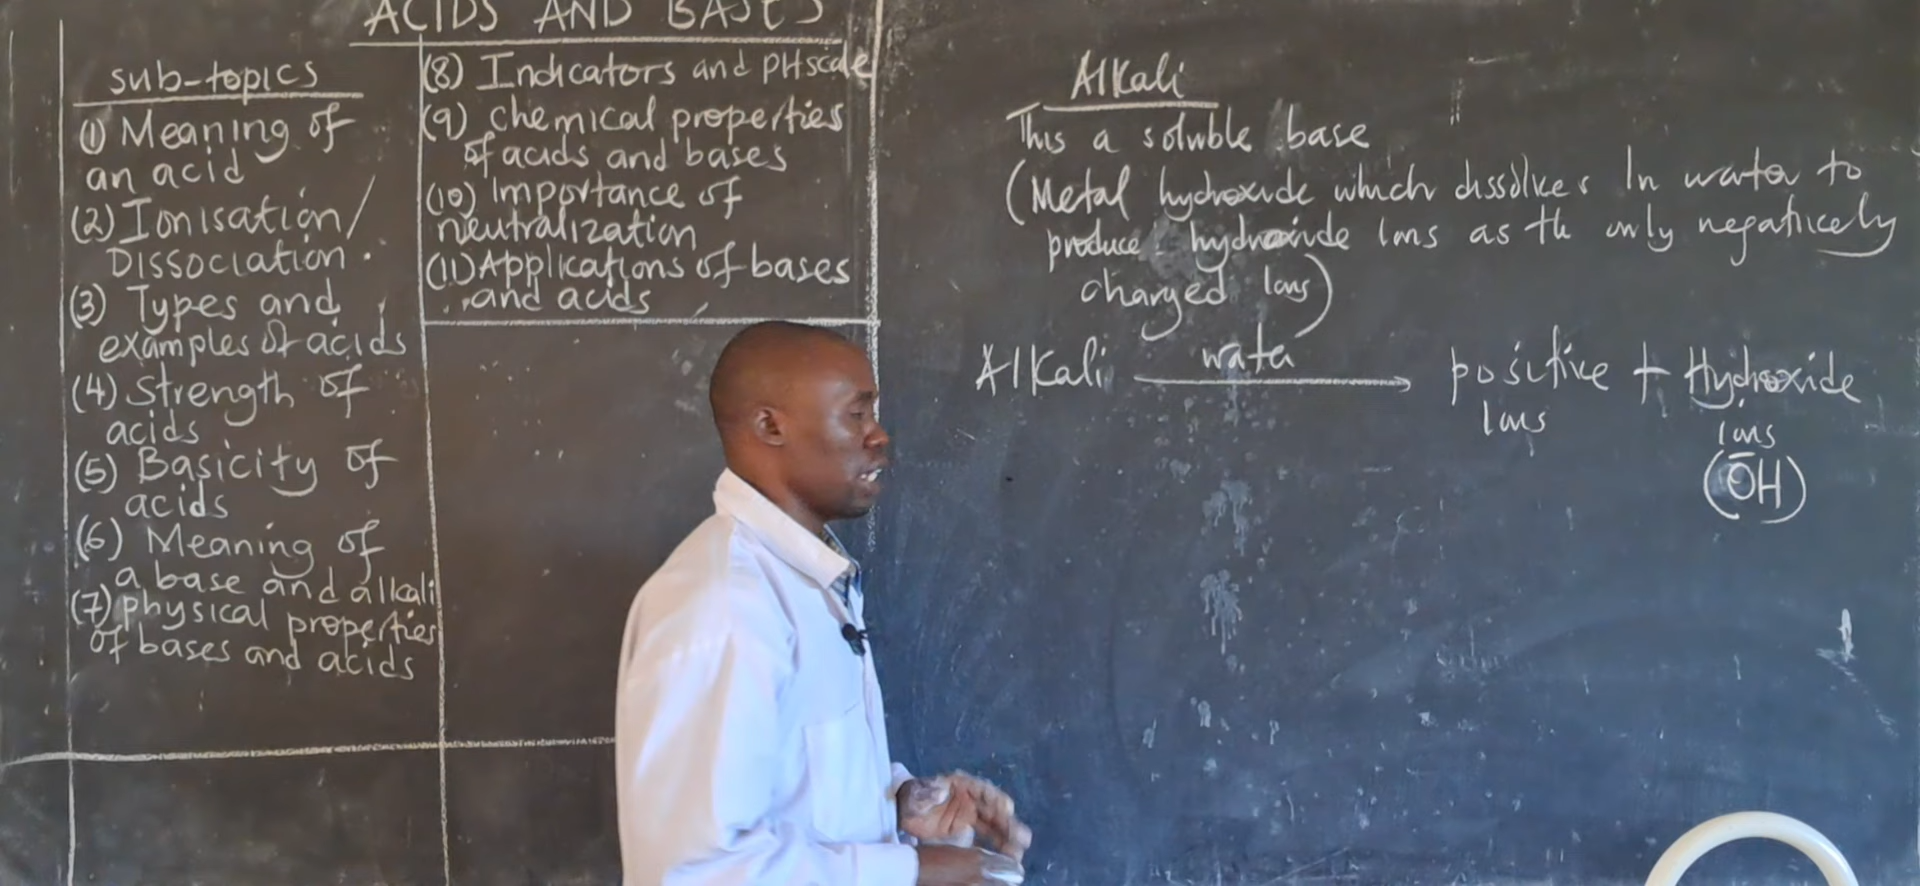 ACIDS AND BASES
sub-topics
(1) Meaning of
an acid
(2) Ionisation/
Dissociation.
(3) Types and
examples of acids
(4) Strength of
acids
(5) Basicity of
acids
(6) Meaning of
a base and alkali
(7) physical properties
of bases and acids
(8) Indicators and PH scale
(9) chemical properties
of acids and bases
(10) Importance of
neutralization
(11) Applications of bases
and acids
Alkali
This a soluble base
(Metal hydroxide which dissolves In water to
produce hydroxide Ions as the only negatively
charged Ions)
Alkali water positive + Hydroxide
Ions Ions
(ŌH)